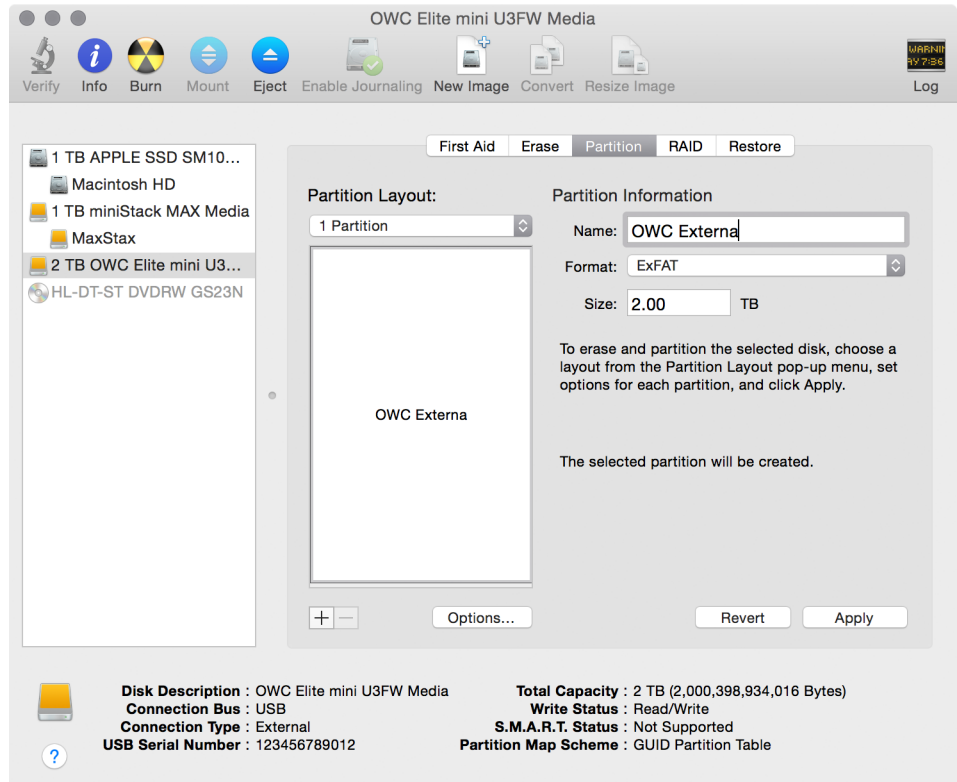 OWC Elite mini U3FW Media
Verify Info Burn Mount Eject Enable Journaling New Image Convert Resize Image Log
WARNIN
AY 7:36
First Aid Erase Partition RAID Restore
1 TB APPLE SSD SM10...
Macintosh HD
1 TB miniStack MAX Media
MaxStax
2 TB OWC Elite mini U3...
HL-DT-ST DVDRW GS23N
Partition Layout:
1 Partition
OWC Externa
+ − Options...
Partition Information
Name: OWC Externa
Format: ExFAT
Size: 2.00 TB
To erase and partition the selected disk, choose a
layout from the Partition Layout pop-up menu, set
options for each partition, and click Apply.
The selected partition will be created.
Revert Apply
Disk Description : OWC Elite mini U3FW Media
Connection Bus : USB
Connection Type : External
USB Serial Number : 123456789012
Total Capacity : 2 TB (2,000,398,934,016 Bytes)
Write Status : Read/Write
S.M.A.R.T. Status : Not Supported
Partition Map Scheme : GUID Partition Table
?